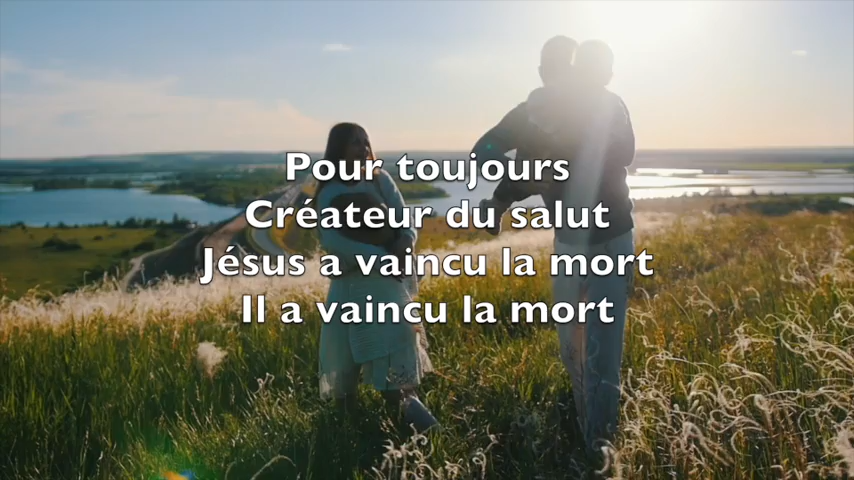 Pour toujours
Créateur du salut
Jésus a vaincu la mort
Il a vaincu la mort